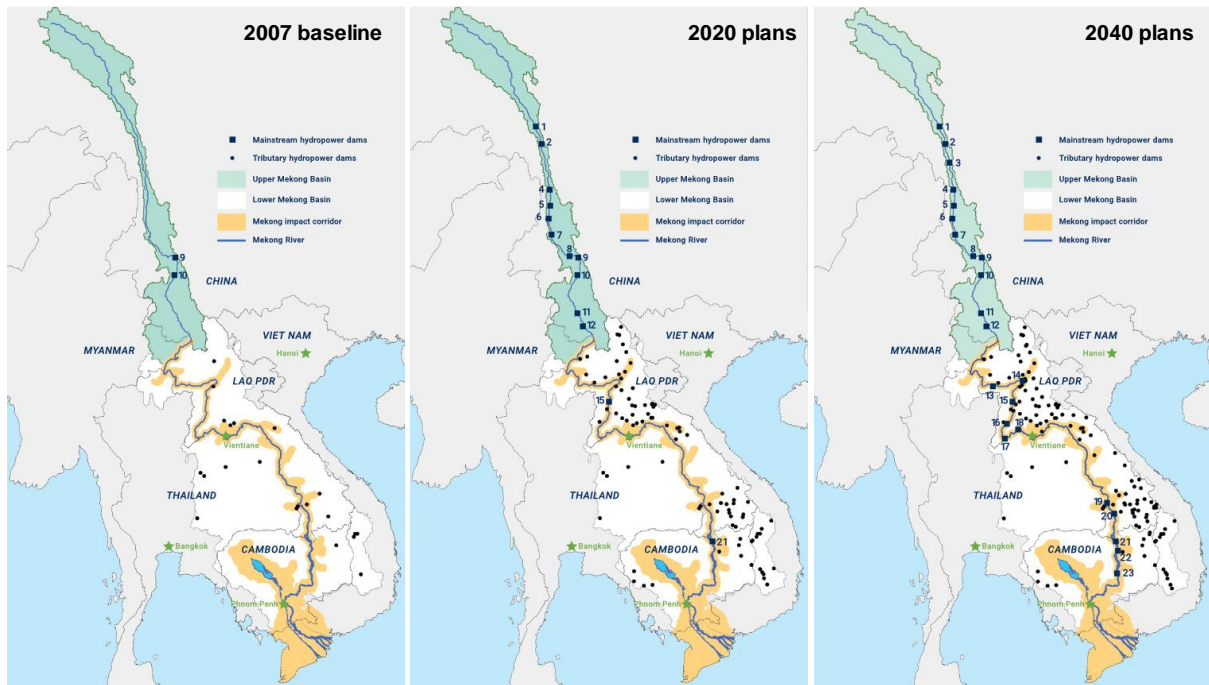 2007 baseline
Mainstream hydropower dams
Tributary hydropower dams
Upper Mekong Basin
Lower Mekong Basin
Mekong impact corridor
Mekong River
9
10
CHINA
VIET NAM
MYANMAR
Hanoi
LAO PDR
Vientiane
THAILAND
Bangkok
CAMBODIA
Phnom Penh
2020 plans
1
2
Mainstream hydropower dams
Tributary hydropower dams
Upper Mekong Basin
4
Lower Mekong Basin
5
6
Mekong impact corridor
7
Mekong River
8
9
10
CHINA
11
12
VIET NAM
MYANMAR
Hanoi
LAO PDR
15
Vientiane
THAILAND
21
Bangkok
CAMBODIA
Phnom Penh
2040 plans
1
2
Mainstream hydropower dams
3
Tributary hydropower dams
Upper Mekong Basin
4
Lower Mekong Basin
5
6
Mekong impact corridor
7
Mekong River
8
9
10
CHINA
11
12
VIET NAM
MYANMAR
Hanoi
14
LAO PDR
13
15
16
18
17
Vientiane
THAILAND
19
20
21
Bangkok
CAMBODIA
22
23
Phnom Penh